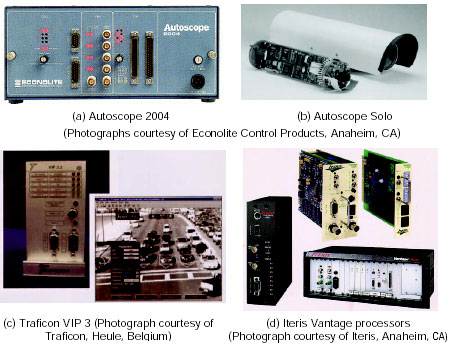 Autoscope
2004
ECONOLITE
(a) Autoscope 2004
(b) Autoscope Solo
(Photographs courtesy of Econolite Control Products, Anaheim, CA)
VIP 3
(c) Traficon VIP 3 (Photograph courtesy of
Traficon, Heule, Belgium)
(d) Iteris Vantage processors
(Photograph courtesy of Iteris, Anaheim, CA)